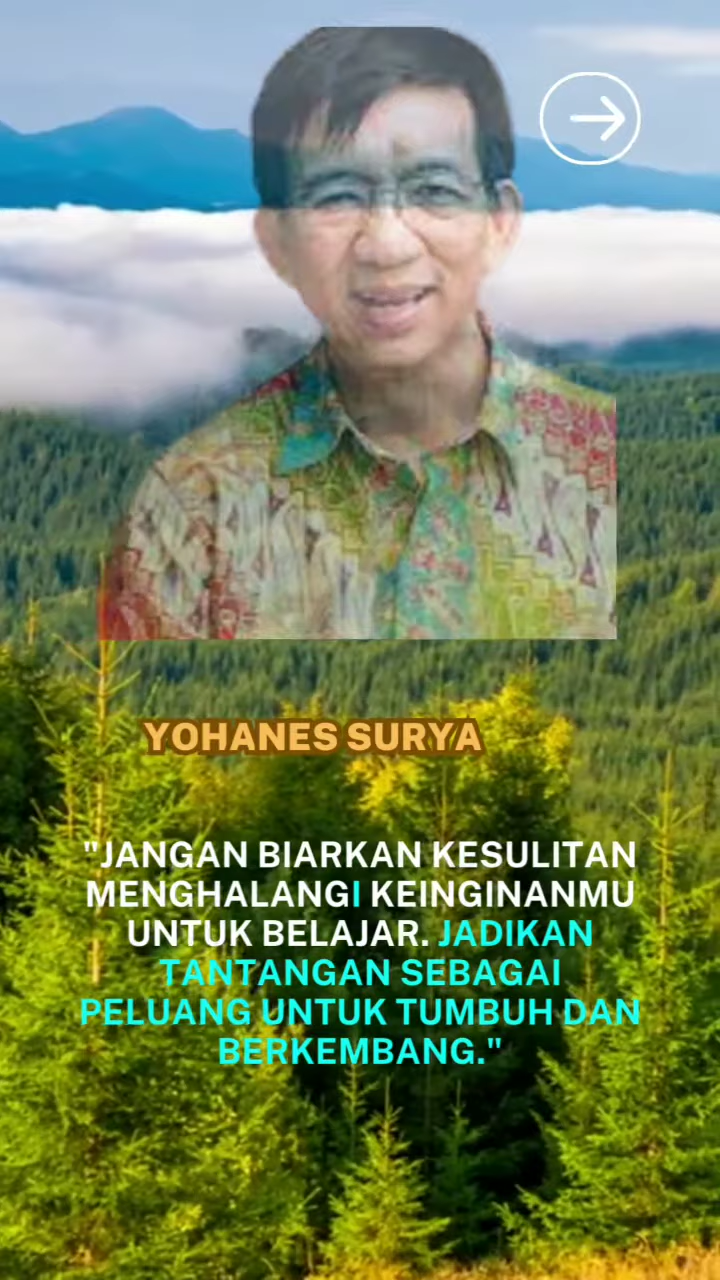 YOHANES SURYA
"JANGAN BIARKAN KESULITAN
MENGHALANGI KEINGINANMU
UNTUK BELAJAR. JADIKAN
TANTANGAN SEBAGAI
PELUANG UNTUK TUMBUH DAN
BERKEMBANG."